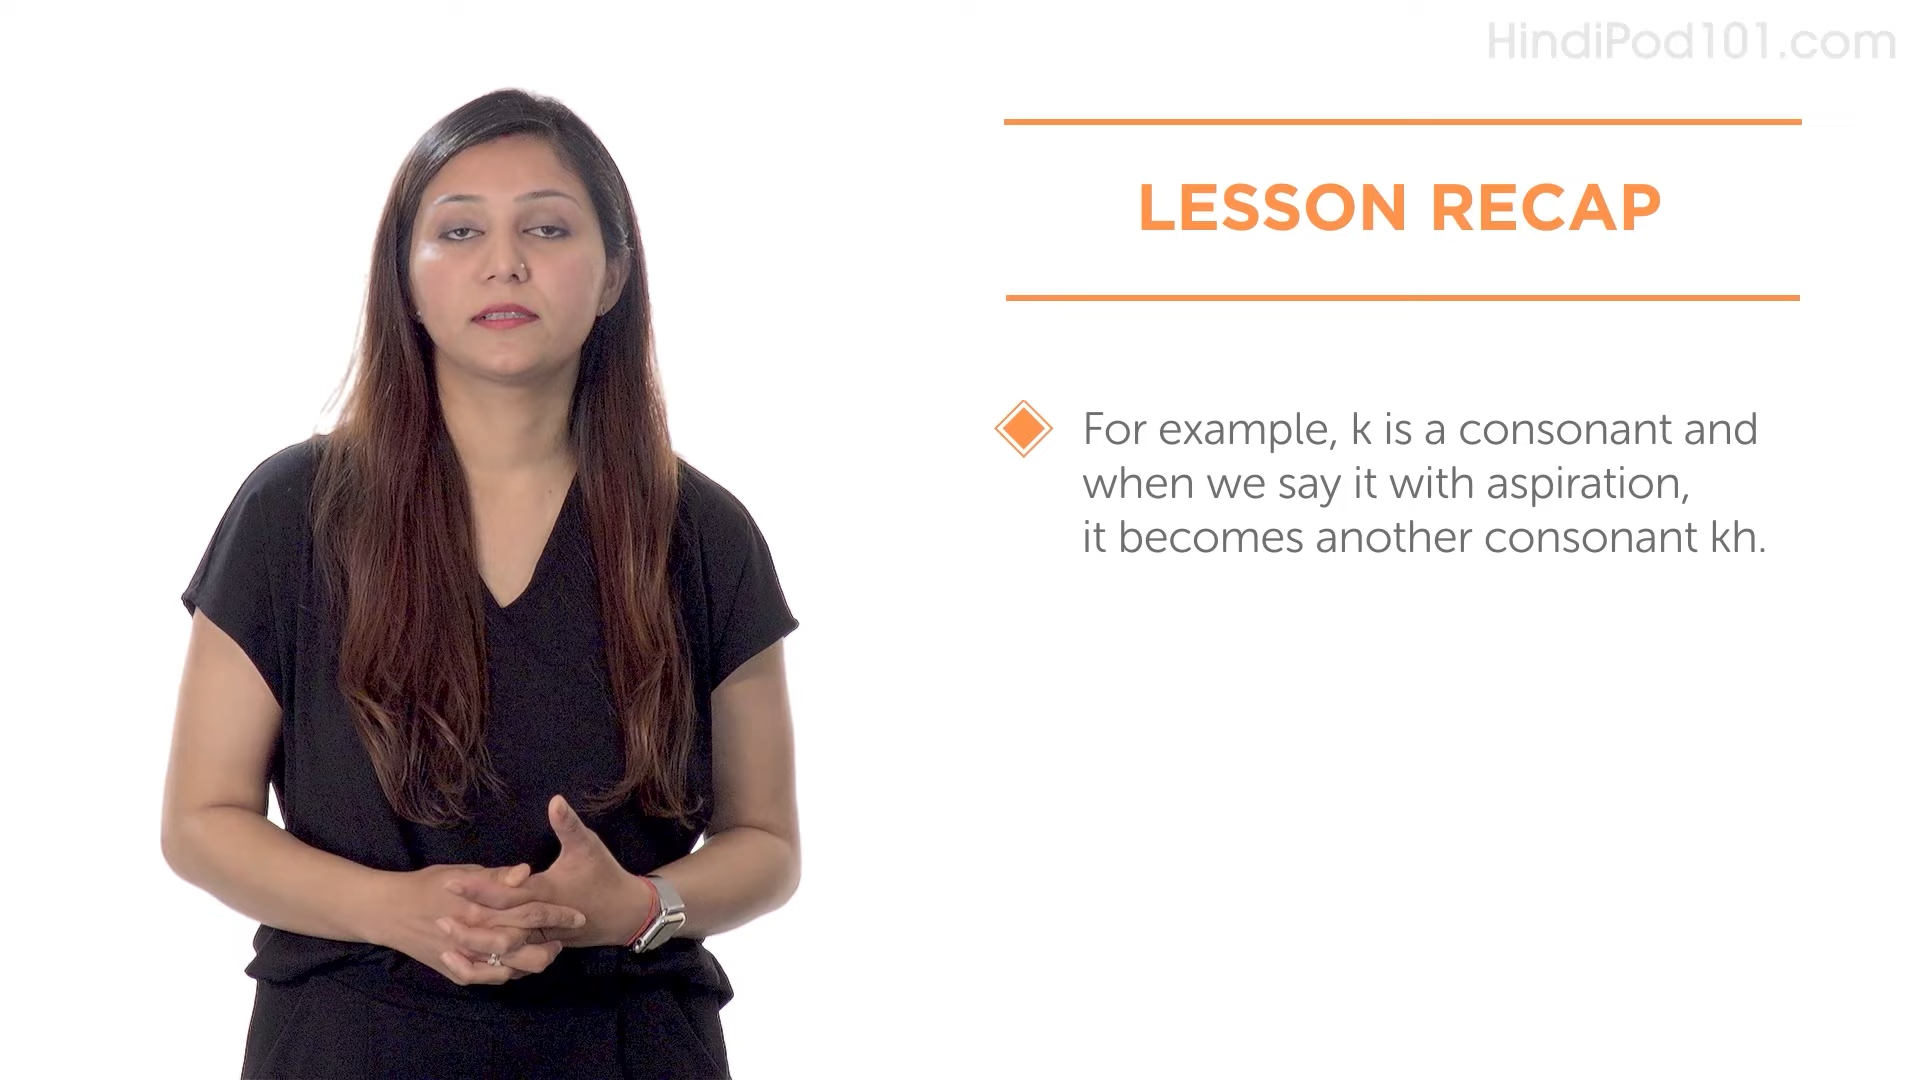 HindiPod101.com
LESSON RECAP
For example, k is a consonant and
when we say it with aspiration,
it becomes another consonant kh.